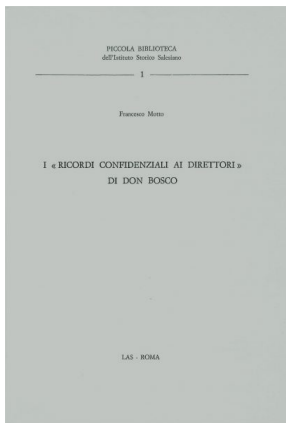 PICCOLA BIBLIOTECA
dell'Istituto Storico Salesiano
1
Francesco Motto
I « RICORDI CONFIDENZIALI AI DIRETTORI »
DI DON BOSCO
LAS - ROMA